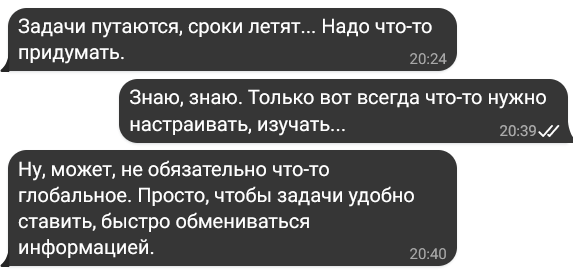 Задачи путаются, сроки летят... Надо что-то
придумать.
20:24
Знаю, знаю. Только вот всегда что-то нужно
настраивать, изучать...
20:39
Ну, может, не обязательно что-то
глобальное. Просто, чтобы задачи удобно
ставить, быстро обмениваться
информацией.
20:40